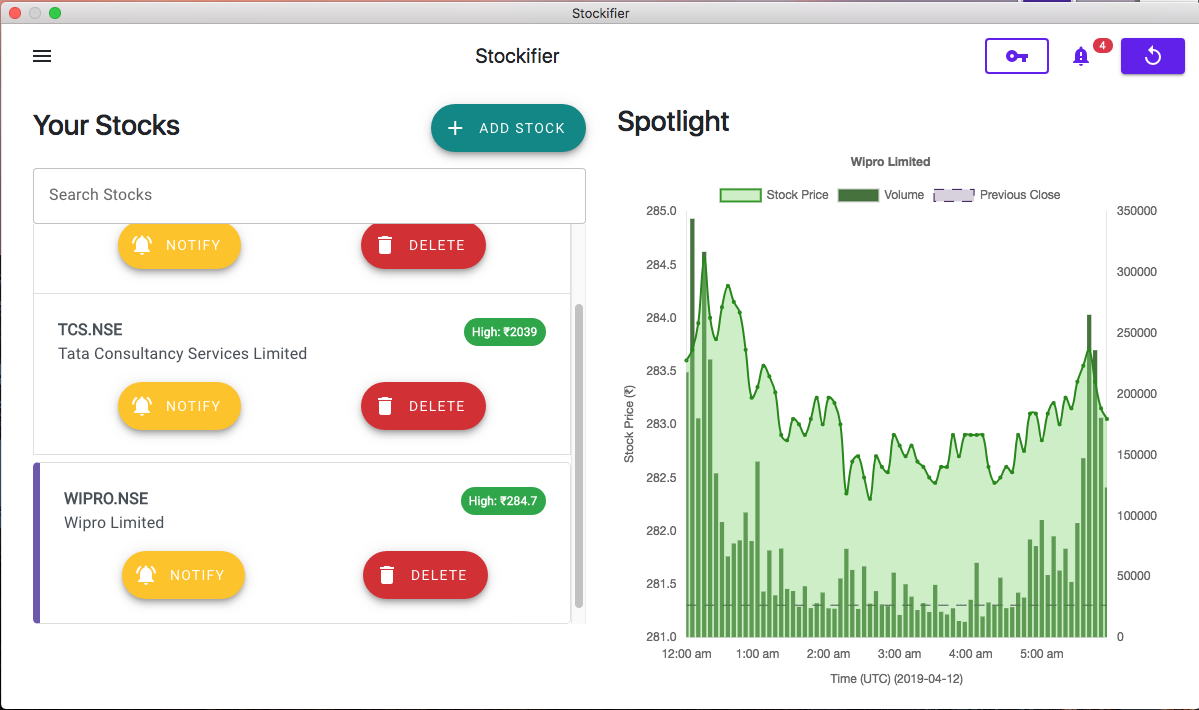 Stockifier
Stockifier
4
Your Stocks
ADD STOCK
Search Stocks
NOTIFY
DELETE
TCS.NSE
High: ₹2039
Tata Consultancy Services Limited
NOTIFY
DELETE
WIPRO.NSE
High: ₹284.7
Wipro Limited
NOTIFY
DELETE
Spotlight
Wipro Limited
Stock Price
Volume
Previous Close
285.0
284.5
284.0
283.5
283.0
282.5
282.0
281.5
281.0
Stock Price (₹)
350000
300000
250000
200000
150000
100000
50000
0
12:00 am
1:00 am
2:00 am
3:00 am
4:00 am
5:00 am
Time (UTC) (2019-04-12)